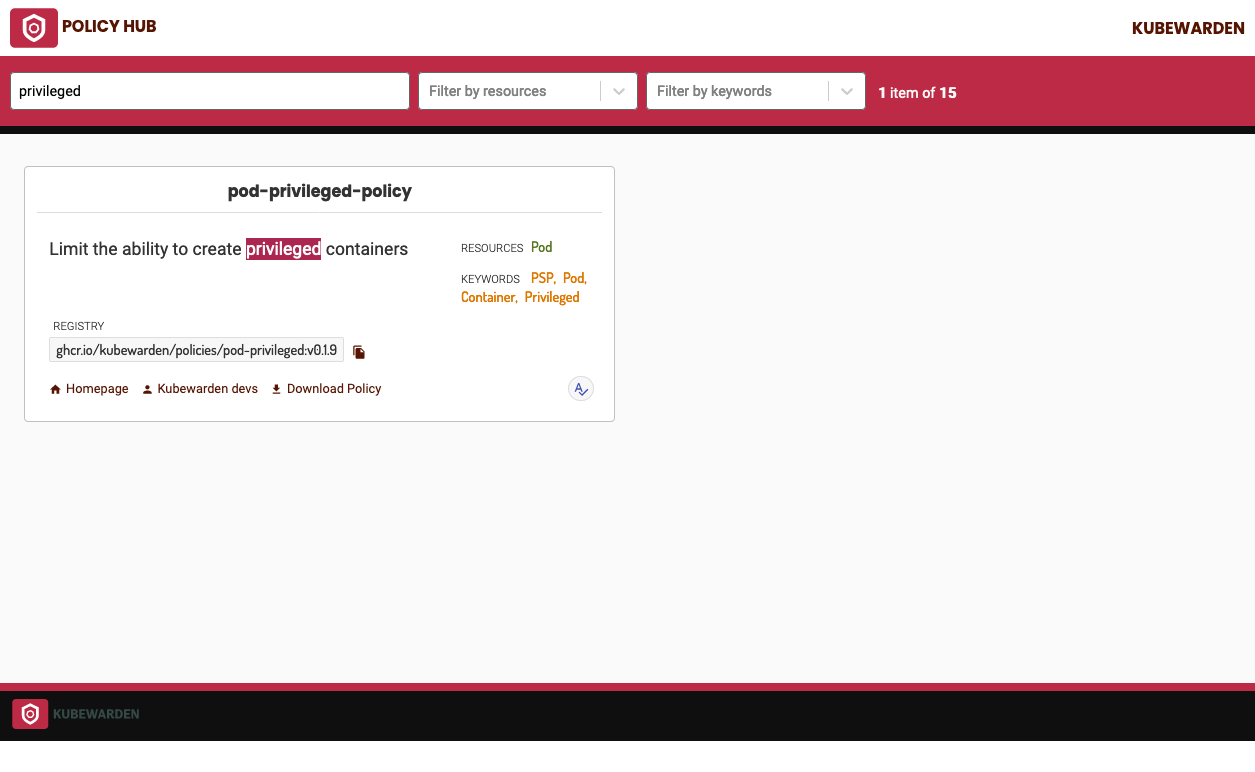 POLICY HUB
KUBEWARDEN
privileged
Filter by resources
Filter by keywords
1 item of 15
pod-privileged-policy
Limit the ability to create privileged containers
RESOURCES Pod
KEYWORDS PSP, Pod,
Container, Privileged
REGISTRY
ghcr.io/kubewarden/policies/pod-privileged:v0.1.9
Homepage
Kubewarden devs
Download Policy
KUBEWARDEN